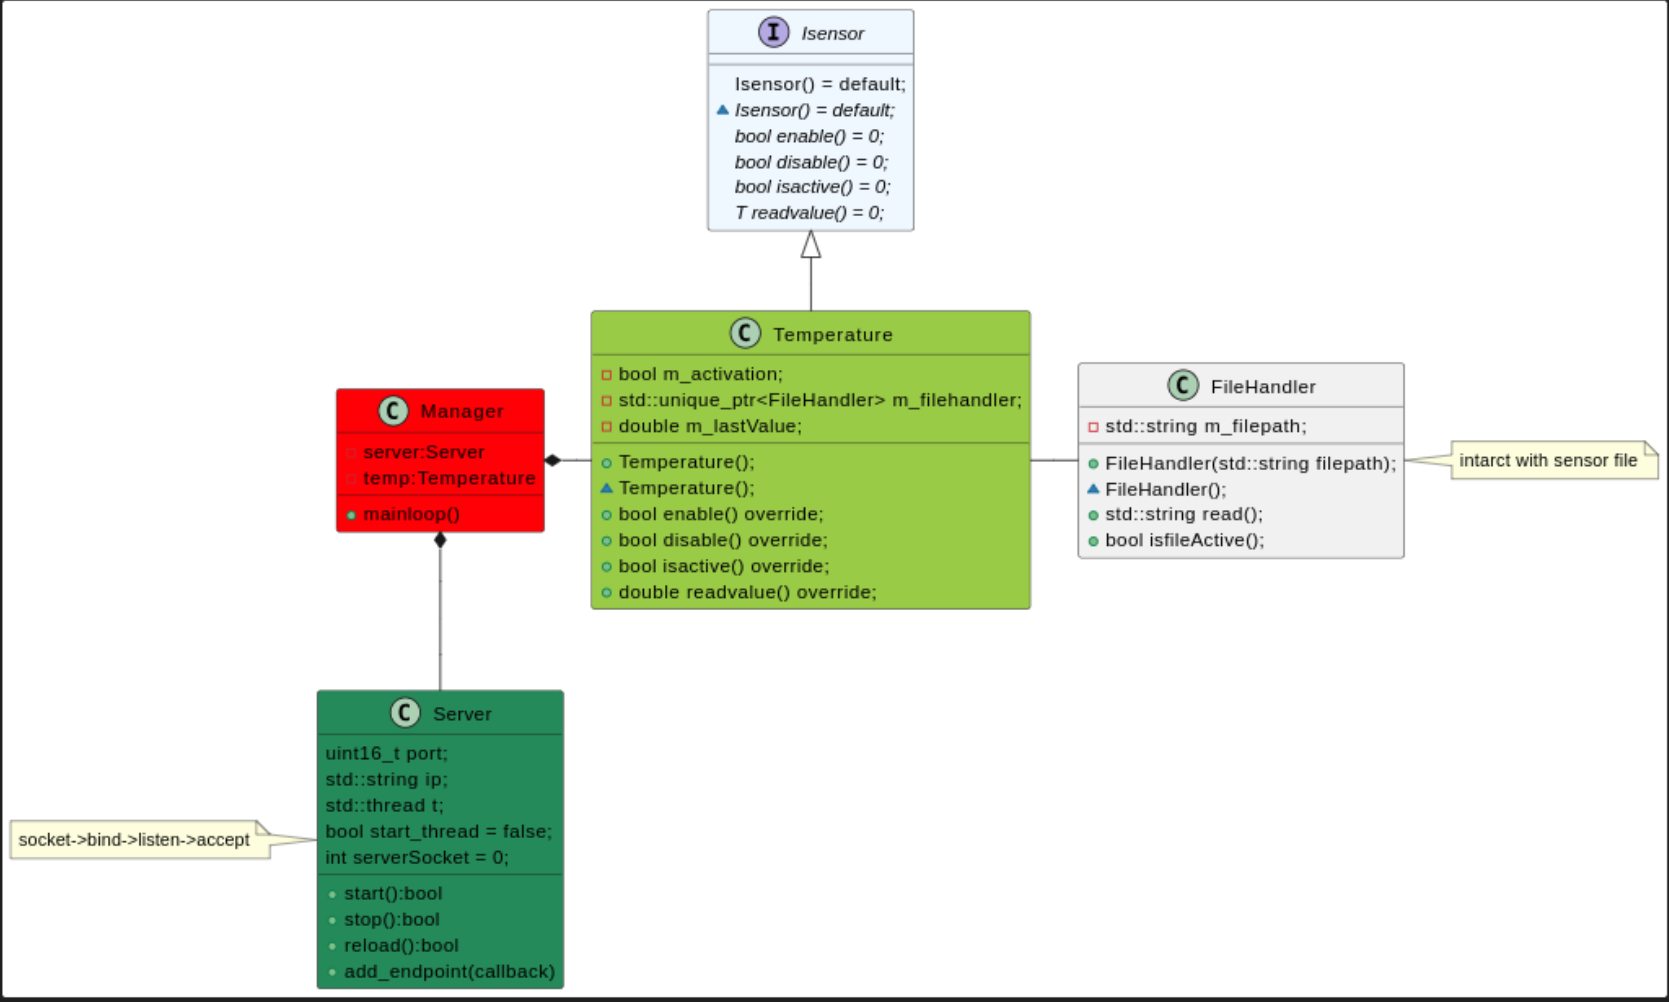 I Isensor
Isensor() = default;
Isensor() = default;
bool enable() = 0;
bool disable() = 0;
bool isactive() = 0;
T readvalue() = 0;
C Temperature
bool m_activation;
std::unique_ptr<FileHandler> m_filehandler;
double m_lastValue;
Temperature();
Temperature();
bool enable() override;
bool disable() override;
bool isactive() override;
double readvalue() override;
C FileHandler
std::string m_filepath;
FileHandler(std::string filepath);
FileHandler();
std::string read();
bool isfileActive();
intarct with sensor file
C Manager
server:Server
temp:Temperature
mainloop()
C Server
uint16_t port;
std::string ip;
std::thread t;
bool start_thread = false;
int serverSocket = 0;
start():bool
stop():bool
reload():bool
add_endpoint(callback)
socket->bind->listen->accept